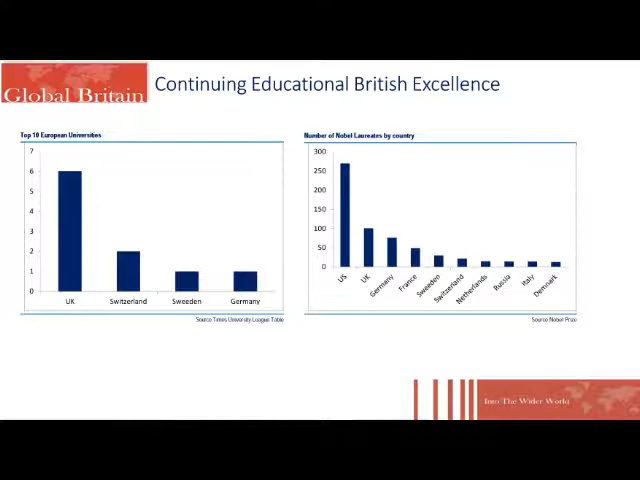 Global Britain
Continuing Educational British Excellence
Top 10 European Universities
7
6
5
4
3
2
1
0
UK Switzerland Sweeden Germany
Source Times University League Table
Number of Nobel Laureates by country
300
250
200
150
100
50
0
US UK Germany France Sweeden Switzerland Netherlands Russia Italy Demnark
Source Nobel Prize
Into The Wider World